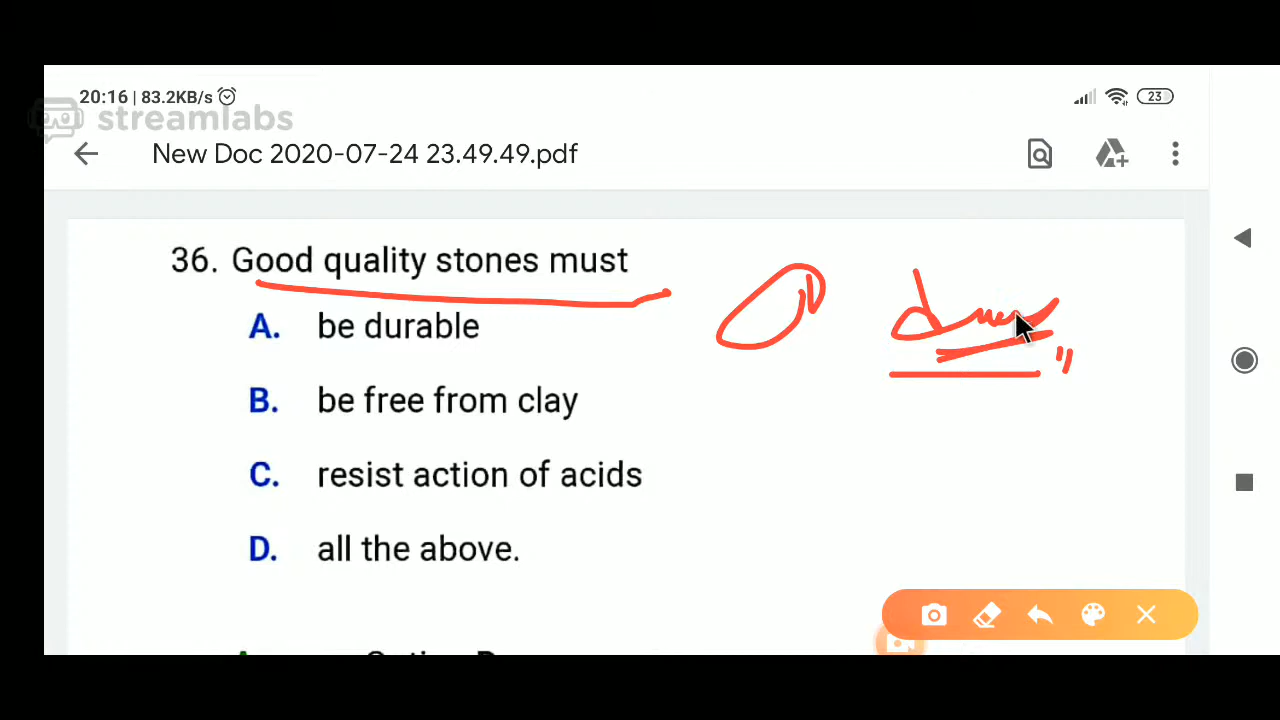 20:16 | 83.2KB/s
23
streamlabs
New Doc 2020-07-24 23.49.49.pdf
36. Good quality stones must
A. be durable
B. be free from clay
C. resist action of acids
D. all the above.